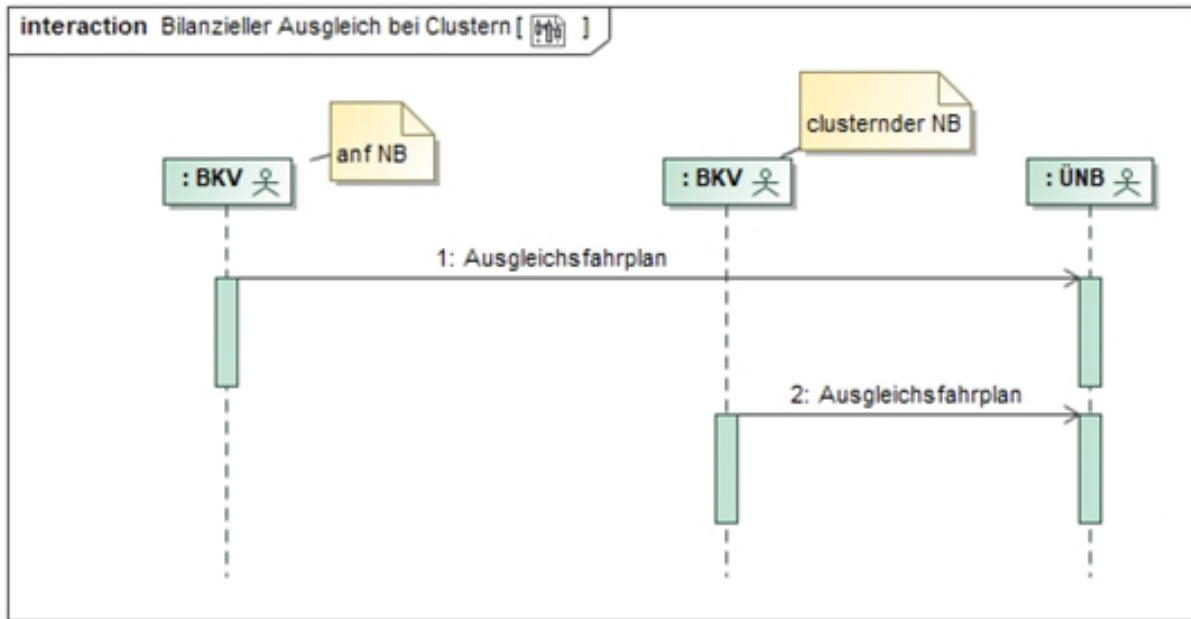 interaction Bilanzieller Ausgleich bei Clustern [ ]
clusternder NB
anf NB
: BKV
: BKV
: ÜNB
1: Ausgleichsfahrplan
2: Ausgleichsfahrplan